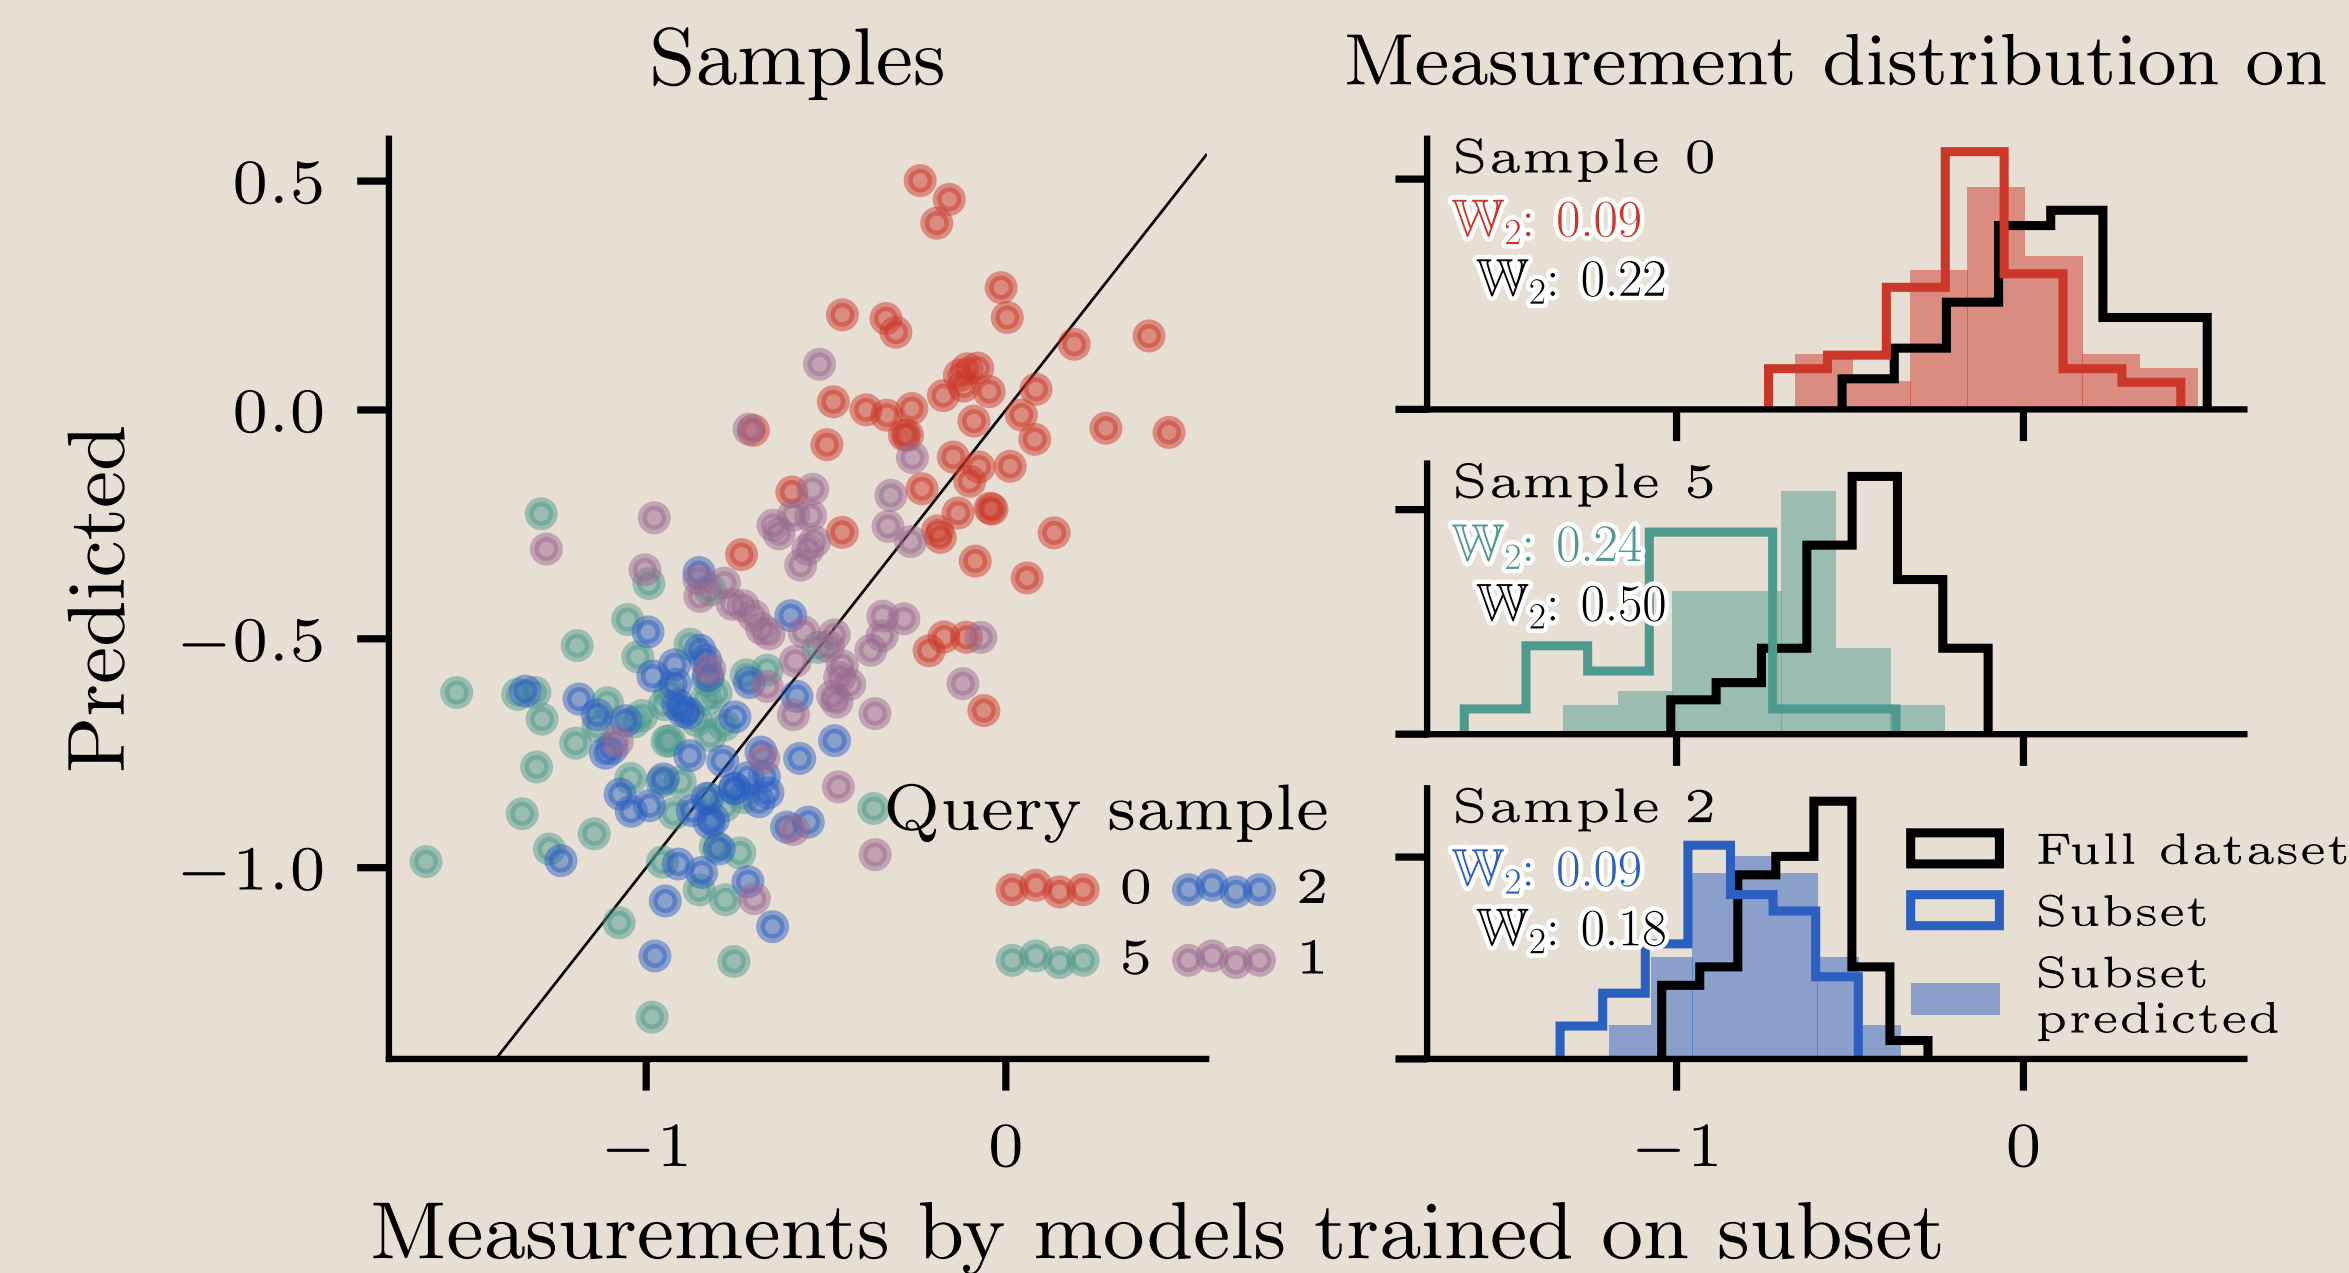 Samples
Measurement distribution on
Predicted
0.5
0.0
−0.5
−1.0
Query sample
0 2
5 1
−1 0
Sample 0
W₂: 0.09
W₂: 0.22
Sample 5
W₂: 0.24
W₂: 0.50
Sample 2
W₂: 0.09
W₂: 0.18
Full dataset
Subset
Subset
predicted
−1 0
Measurements by models trained on subset